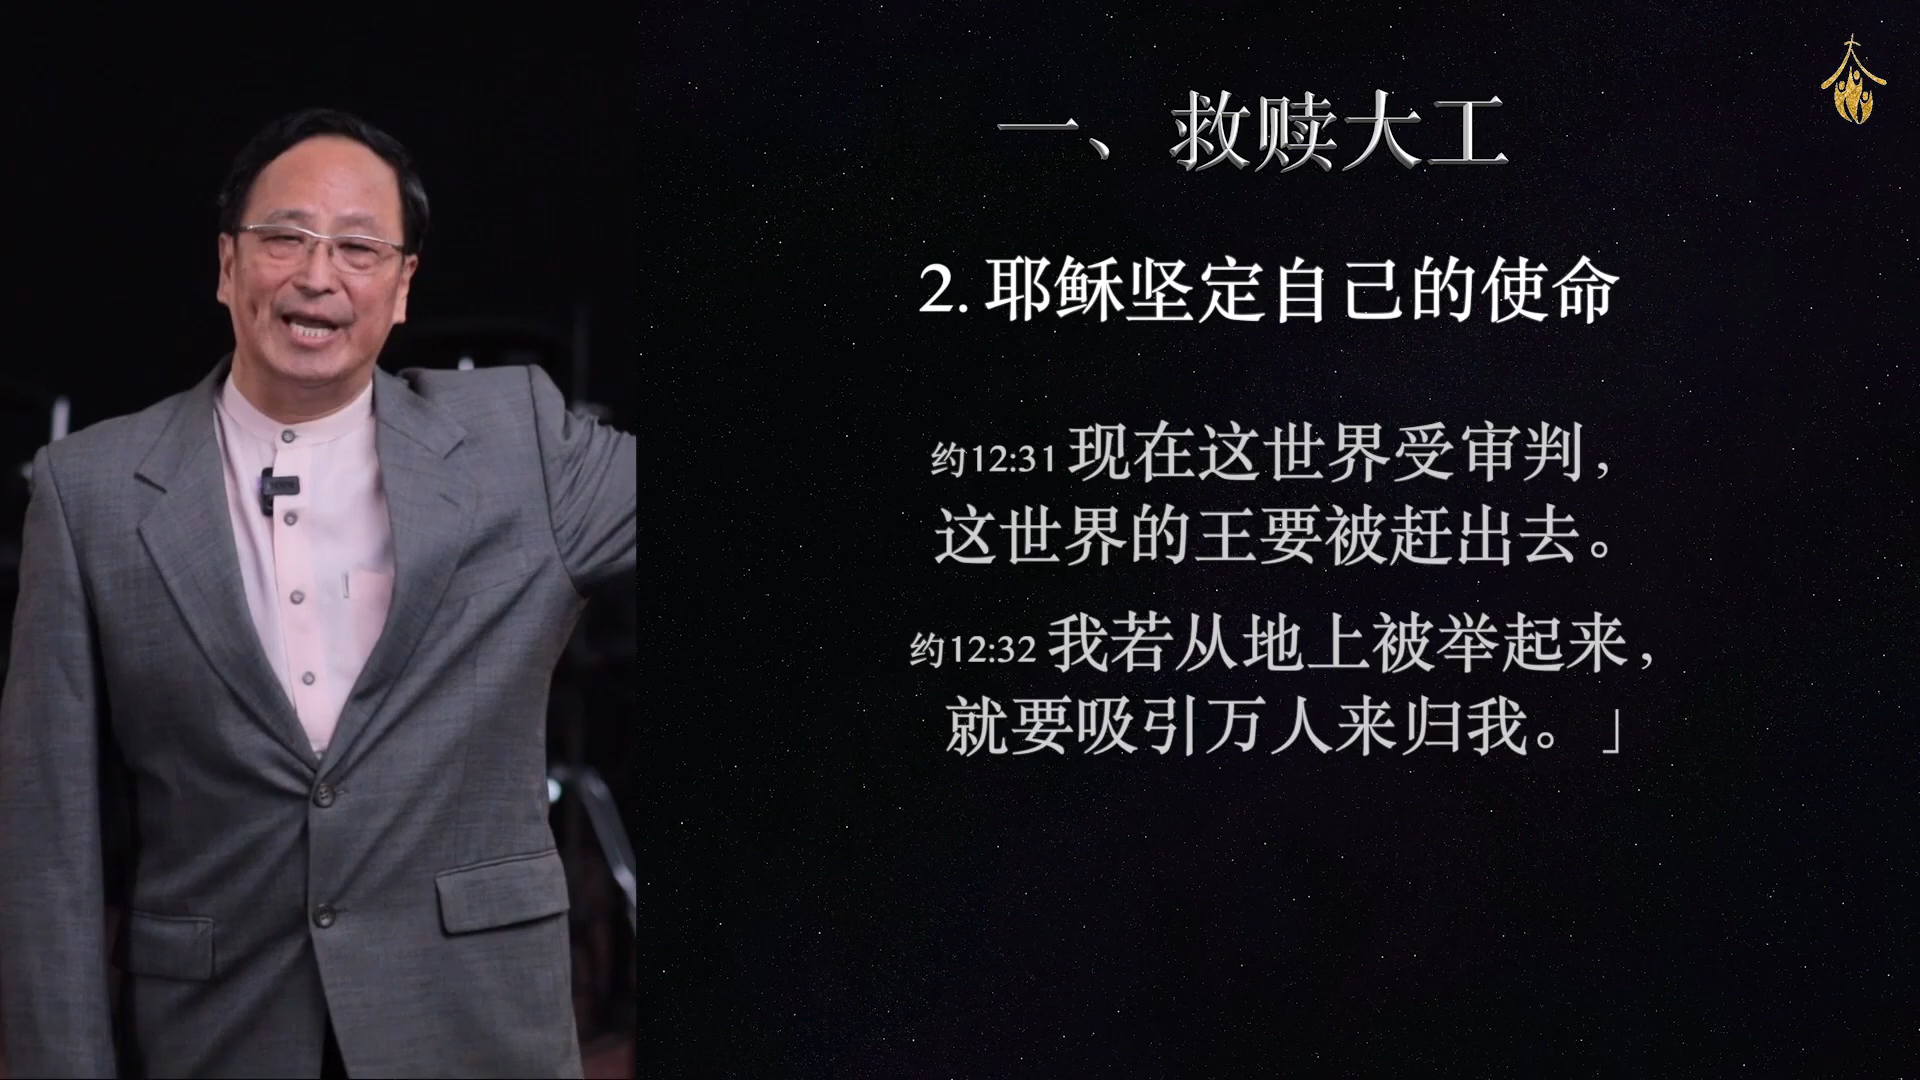 一、救赎大工
2. 耶稣坚定自己的使命
约12:31 现在这世界受审判，
这世界的王要被赶出去。
约12:32 我若从地上被举起来，
就要吸引万人来归我。」